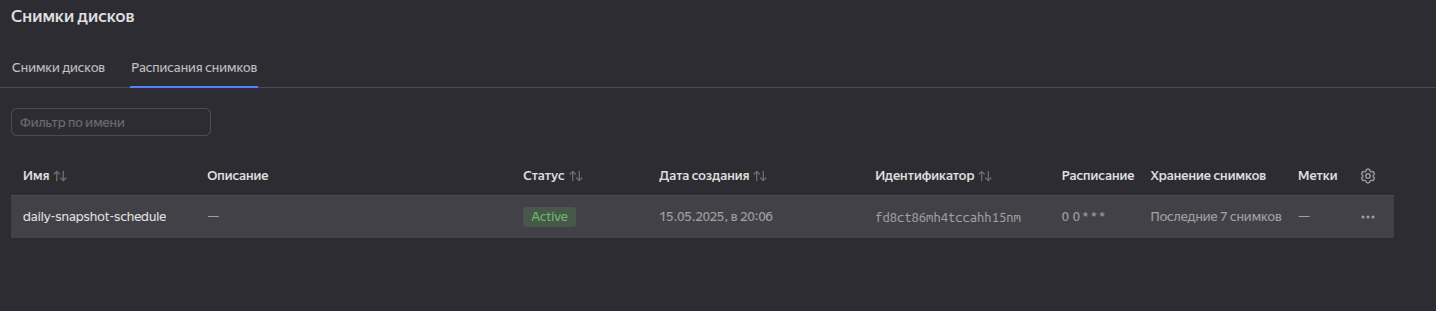 Снимки дисков
Снимки дисков Расписания снимков
Фильтр по имени
Имя Описание Статус Дата создания Идентификатор Расписание Хранение снимков Метки
daily-snapshot-schedule — Active 15.05.2025, в 20:06 fd8ct86mh4tccahh15nm 0 0 * * * Последние 7 снимков —